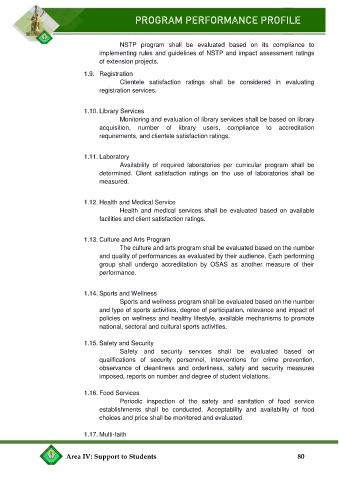 PROGRAM PERFORMANCE PROFILE
NSTP program shall be evaluated based on its compliance to
implementing rules and guidelines of NSTP and impact assessment ratings
of extension projects.
1.9. Registration
Clientele satisfaction ratings shall be considered in evaluating
registration services.
1.10. Library Services
Monitoring and evaluation of library services shall be based on library
acquisition, number of library users, compliance to accreditation
requirements, and clientele satisfaction ratings.
1.11. Laboratory
Availability of required laboratories per curricular program shall be
determined. Client satisfaction ratings on the use of laboratories shall be
measured.
1.12. Health and Medical Service
Health and medical services shall be evaluated based on available
facilities and client satisfaction ratings.
1.13. Culture and Arts Program
The culture and arts program shall be evaluated based on the number
and quality of performances as evaluated by their audience. Each performing
group shall undergo accreditation by OSAS as another measure of their
performance.
1.14. Sports and Wellness
Sports and wellness program shall be evaluated based on the number
and type of sports activities, degree of participation, relevance and impact of
policies on wellness and healthy lifestyle, available mechanisms to promote
national, sectoral and cultural sports activities.
1.15. Safety and Security
Safety and security services shall be evaluated based on
qualifications of security personnel, interventions for crime prevention,
observance of cleanliness and orderliness, safety and security measures
imposed, reports on number and degree of student violations.
1.16. Food Services
Periodic inspection of the safety and sanitation of food service
establishments shall be conducted. Acceptability and availability of food
choices and price shall be monitored and evaluated.
1.17. Multi-faith
Area IV: Support to Students 80